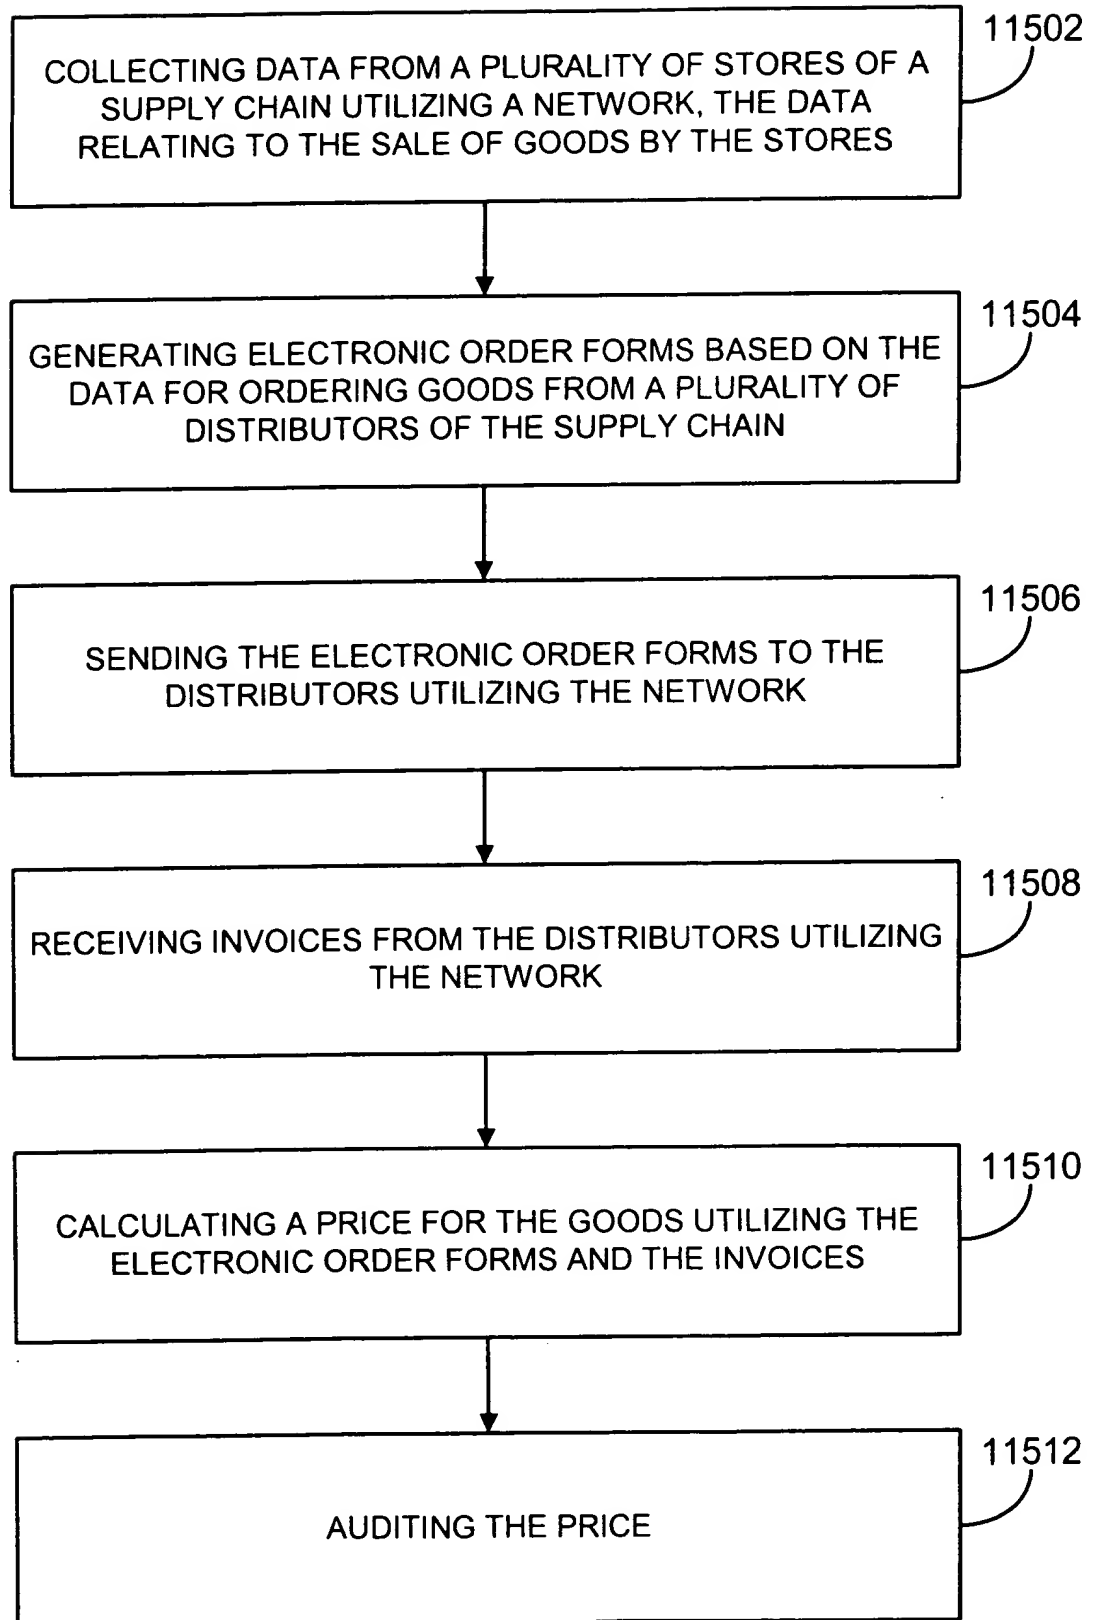 11502
COLLECTING DATA FROM A PLURALITY OF STORES OF A
SUPPLY CHAIN UTILIZING A NETWORK, THE DATA
RELATING TO THE SALE OF GOODS BY THE STORES
11504
GENERATING ELECTRONIC ORDER FORMS BASED ON THE
DATA FOR ORDERING GOODS FROM A PLURALITY OF
DISTRIBUTORS OF THE SUPPLY CHAIN
11506
SENDING THE ELECTRONIC ORDER FORMS TO THE
DISTRIBUTORS UTILIZING THE NETWORK
11508
RECEIVING INVOICES FROM THE DISTRIBUTORS UTILIZING
THE NETWORK
11510
CALCULATING A PRICE FOR THE GOODS UTILIZING THE
ELECTRONIC ORDER FORMS AND THE INVOICES
11512
AUDITING THE PRICE